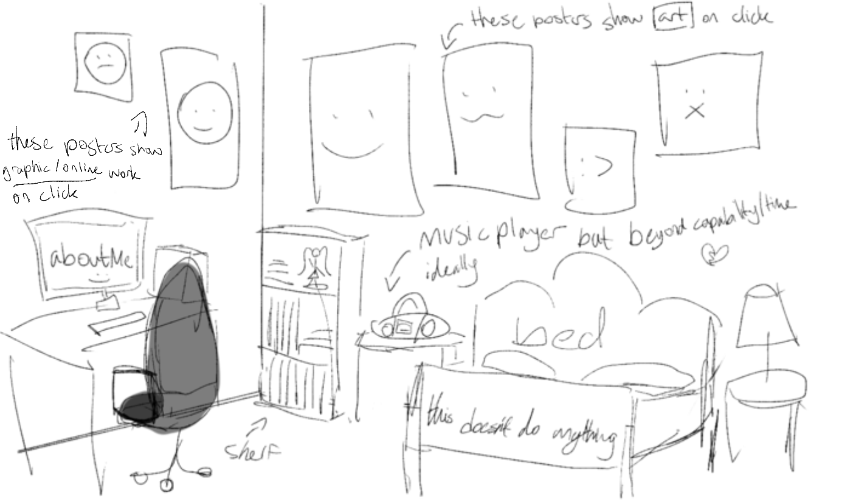 these posters show art on click
these posters show
graphic/online work
on click
aboutMe
music player but beyond capability/time
ideally
bed
this doesn't do anything
shelf